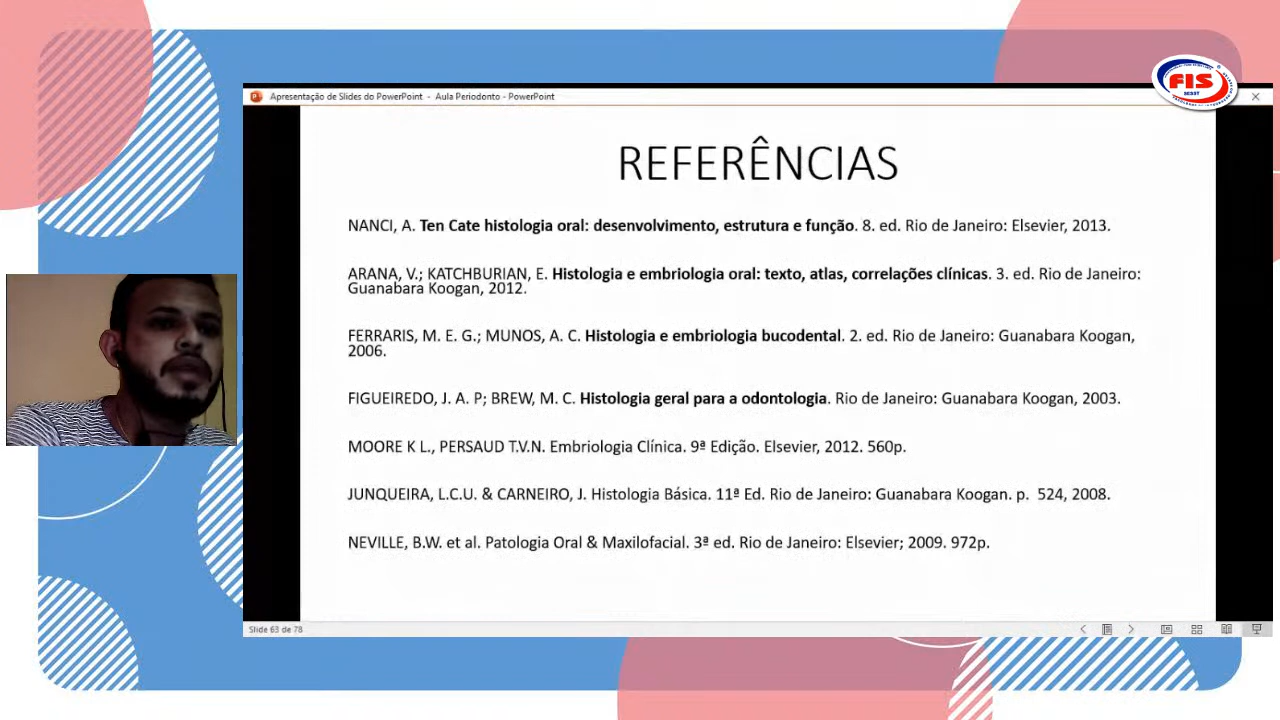 Apresentação de Slides do PowerPoint - Aula Periodonto - PowerPoint
FIS
SESST
REFERÊNCIAS
NANCI, A. Ten Cate histologia oral: desenvolvimento, estrutura e função. 8. ed. Rio de Janeiro: Elsevier, 2013.
ARANA, V.; KATCHBURIAN, E. Histologia e embriologia oral: texto, atlas, correlações clínicas. 3. ed. Rio de Janeiro:
Guanabara Koogan, 2012.
FERRARIS, M. E. G.; MUNOS, A. C. Histologia e embriologia bucodental. 2. ed. Rio de Janeiro: Guanabara Koogan,
2006.
FIGUEIREDO, J. A. P; BREW, M. C. Histologia geral para a odontologia. Rio de Janeiro: Guanabara Koogan, 2003.
MOORE K L., PERSAUD T.V.N. Embriologia Clínica. 9ª Edição. Elsevier, 2012. 560p.
JUNQUEIRA, L.C.U. & CARNEIRO, J. Histologia Básica. 11ª Ed. Rio de Janeiro: Guanabara Koogan. p. 524, 2008.
NEVILLE, B.W. et al. Patologia Oral & Maxilofacial. 3ª ed. Rio de Janeiro: Elsevier; 2009. 972p.
Slide 63 de 78